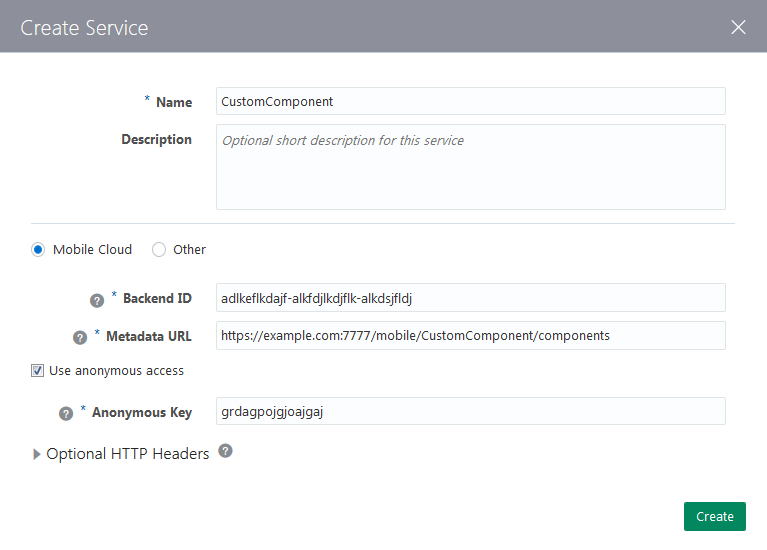 Create Service
* Name CustomComponent
Description Optional short description for this service
Mobile Cloud Other
? * Backend ID adlkeflkdajf-alkfdjlkdjflk-alkdsjfldj
? * Metadata URL https://example.com:7777/mobile/CustomComponent/components
Use anonymous access
? * Anonymous Key grdagpojgjoajgaj
Optional HTTP Headers ?
Create